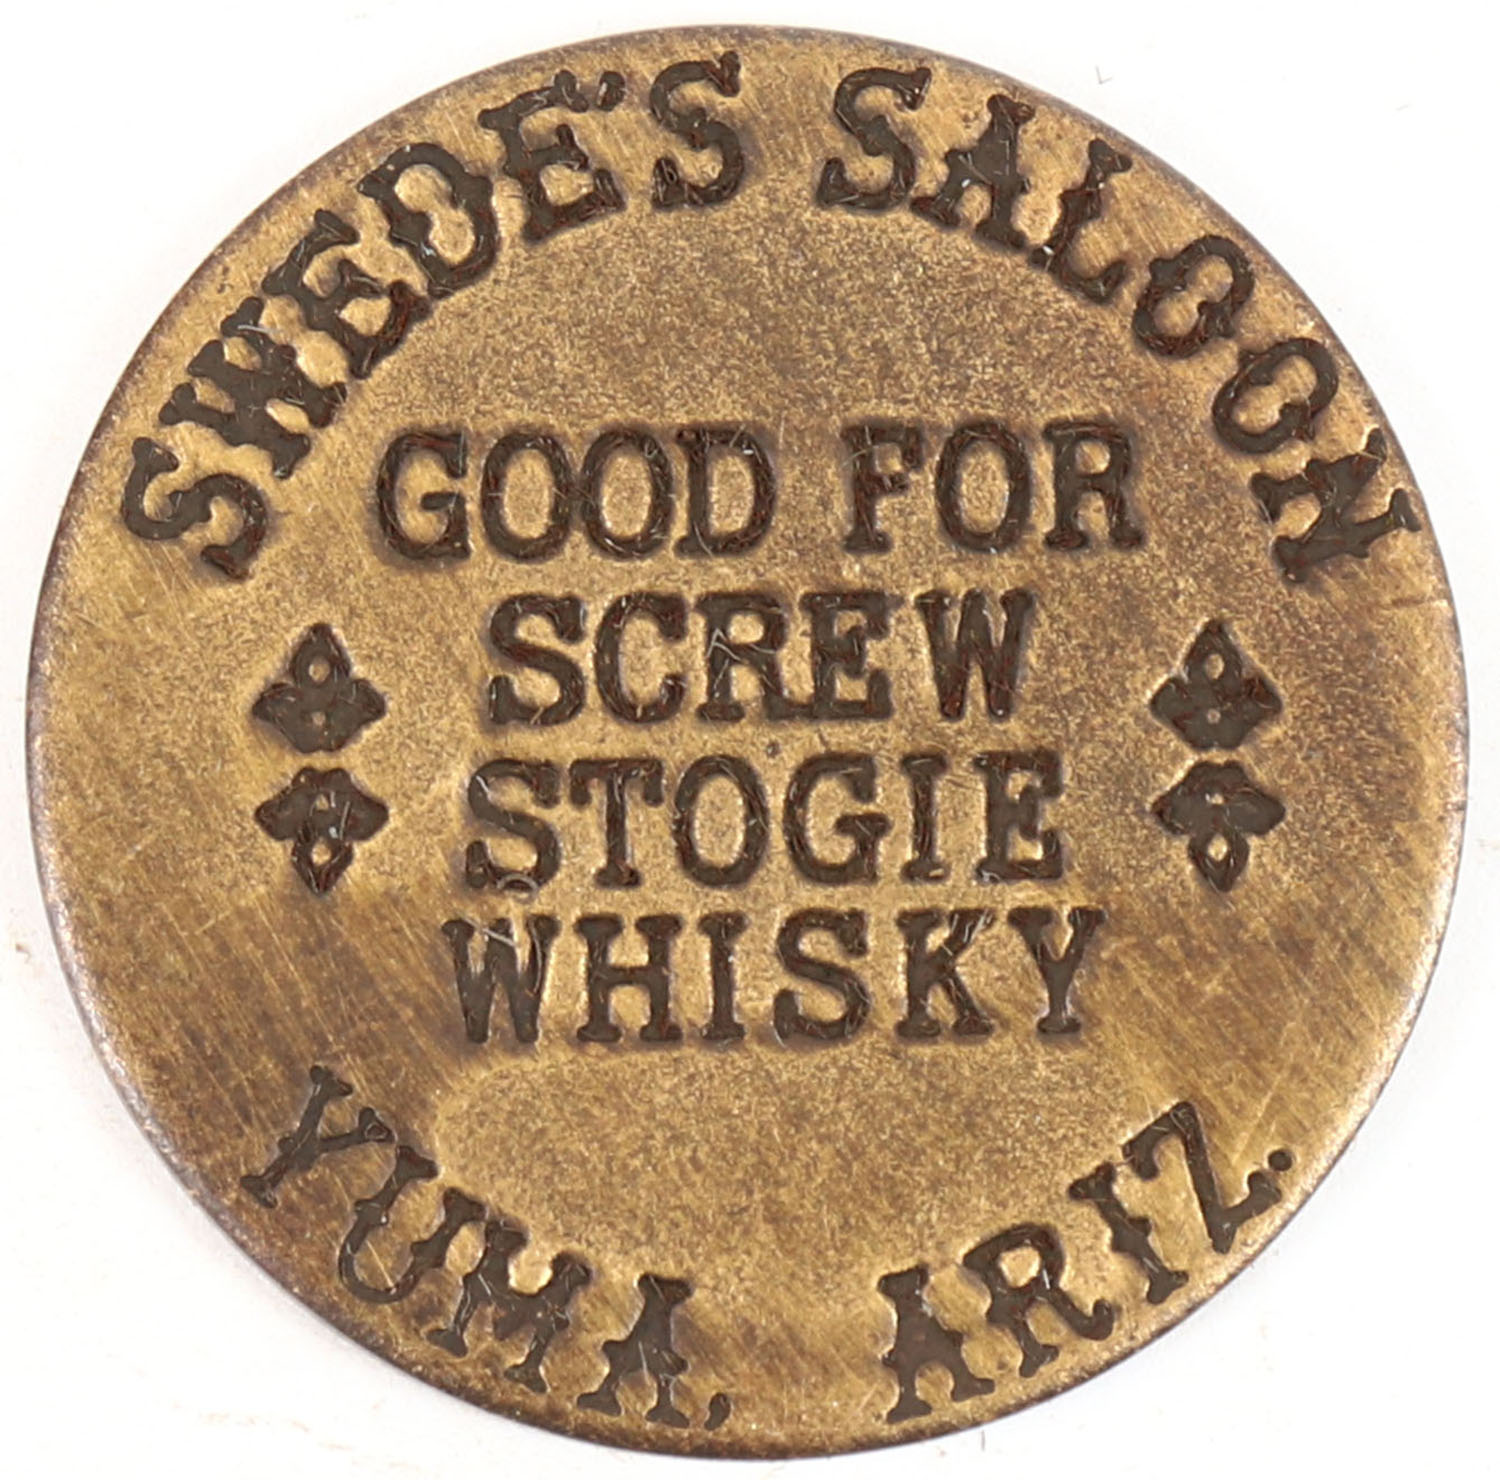 SWEDE'S SALOON
GOOD FOR
SCREW
STOGIE
WHISKY
YUMA, ARIZ.